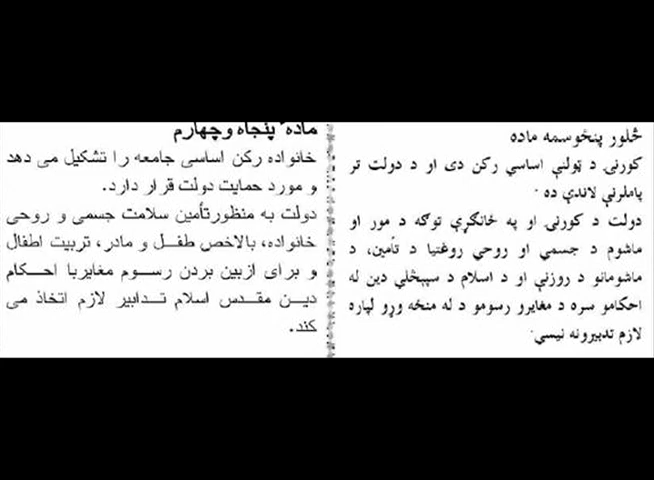 څلور پنځوسمه ماده
کورنۍ د ټولنې اساسي رکن دی او د دولت تر
پاملرنې لاندې ده .
دولت د کورنۍ او په ځانګړې توګه د مور او
ماشوم د جسمي او روحي روغتیا د تأمین، د
ماشومانو د روزنې او د اسلام د سپېڅلي دین له
احکامو سره د مغایرو رسومو د له منځه وړو لپاره
لازم تدبیرونه نیسي.
ماده ٔ پنجاه وچهارم
خانواده رکن اساسی جامعه را تشکیل می دهد
و مورد حمایت دولت قرار دارد.
دولت به منظورتأمین سلامت جسمی و روحی
خانواده، بالاخص طفل و مادر، تربیت اطفال
و برای ازبین بردن رسوم مغایربا احکام
دین مقدس اسلام تدابیر لازم اتخاذ می
کند.